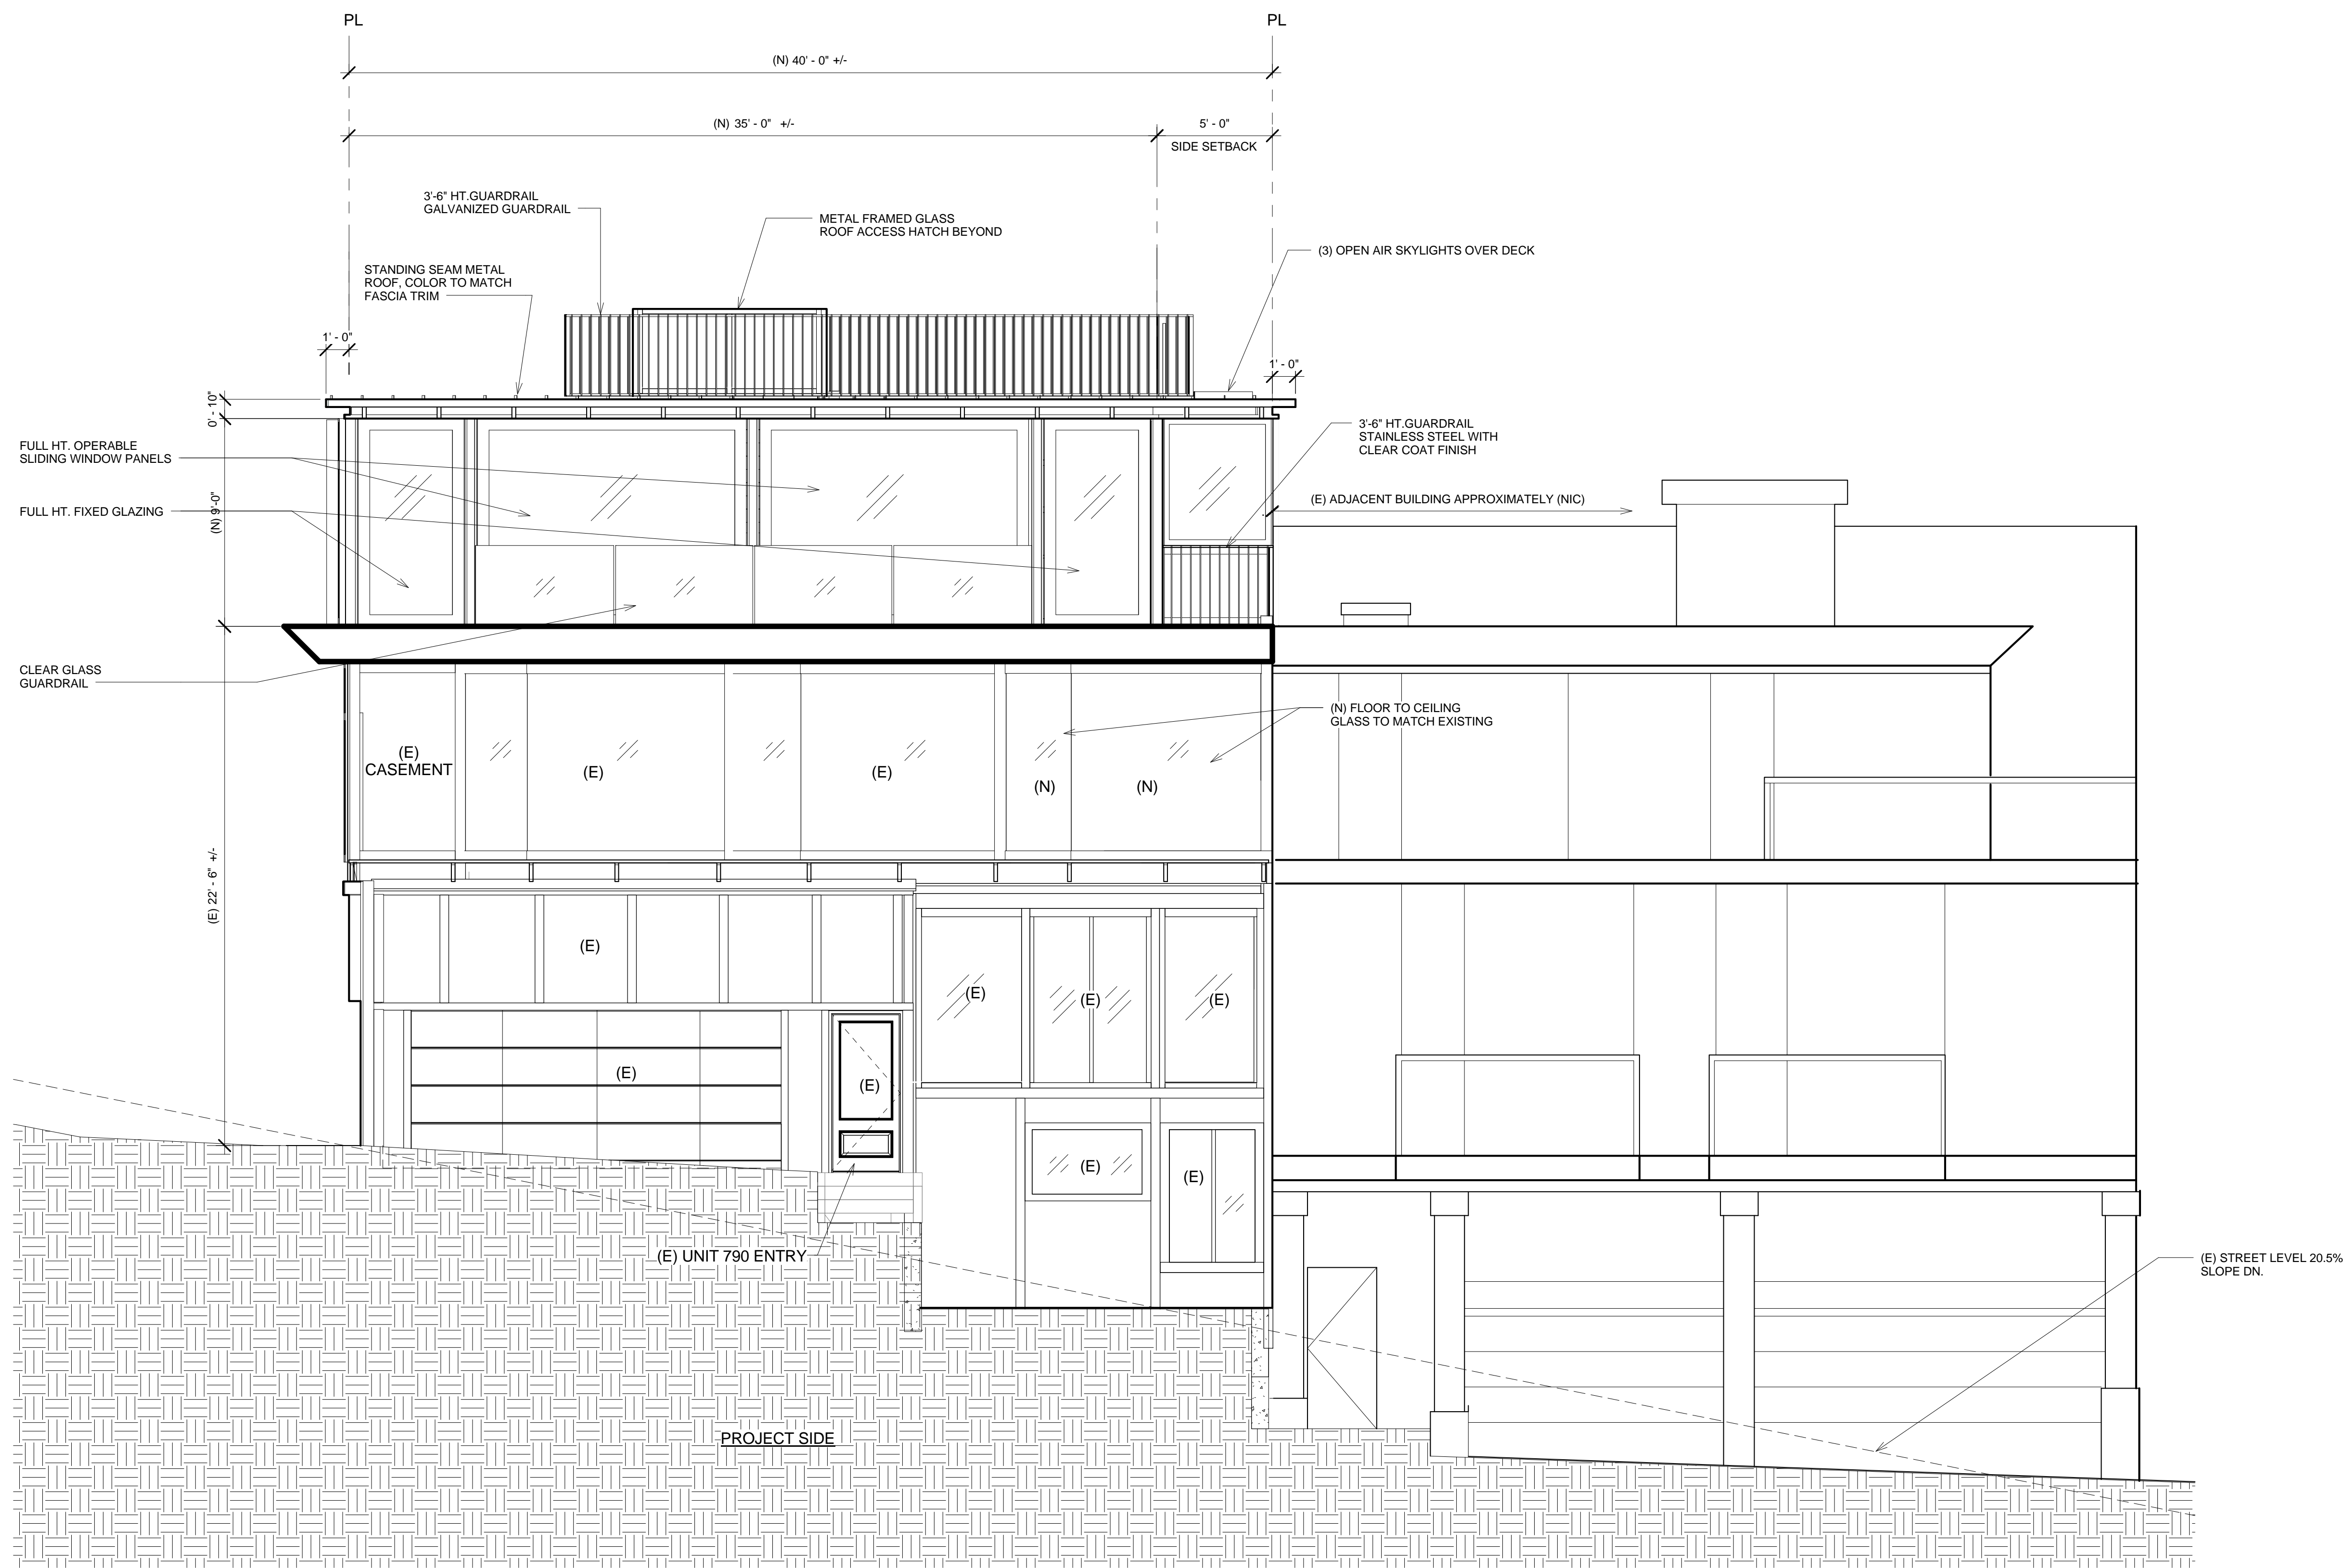 PL
PL
(N) 40' - 0" +/-
(N) 35' - 0" +/-
5' - 0"
SIDE SETBACK
3'-6" HT.GUARDRAIL
GALVANIZED GUARDRAIL
METAL FRAMED GLASS
ROOF ACCESS HATCH BEYOND
(3) OPEN AIR SKYLIGHTS OVER DECK
STANDING SEAM METAL
ROOF, COLOR TO MATCH
FASCIA TRIM
1' - 0"
1' - 0"
0' - 10"
FULL HT. OPERABLE
SLIDING WINDOW PANELS
3'-6" HT.GUARDRAIL
STAINLESS STEEL WITH
CLEAR COAT FINISH
FULL HT. FIXED GLAZING
(N) 9'-0"
(E) ADJACENT BUILDING APPROXIMATELY (NIC)
CLEAR GLASS
GUARDRAIL
(N) FLOOR TO CEILING
GLASS TO MATCH EXISTING
(E)
CASEMENT
(E)
(E)
(N)
(N)
(E) 22' - 6" +/-
(E)
(E)
(E)
(E)
(E)
(E)
(E)
(E)
(E) UNIT 790 ENTRY
(E) STREET LEVEL 20.5%
SLOPE DN.
PROJECT SIDE